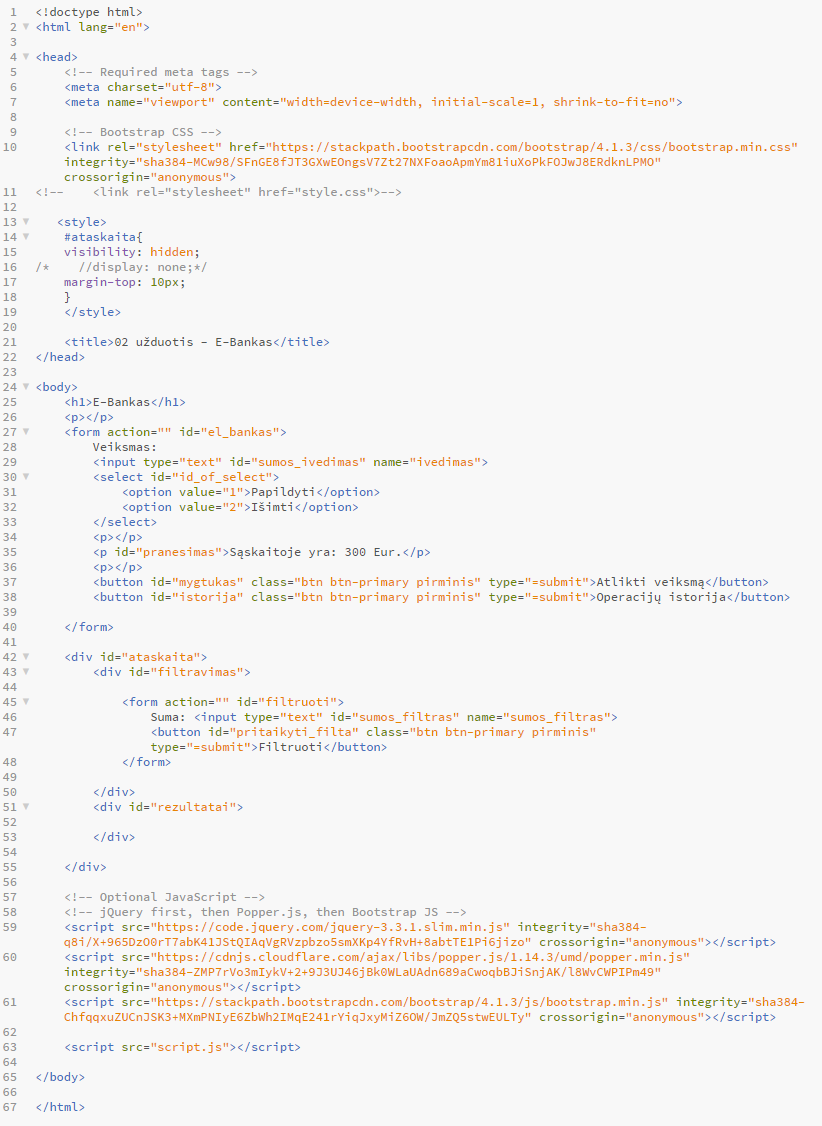 1 <!doctype html>
2 <html lang="en">
3
4 <head>
5 <!-- Required meta tags -->
6 <meta charset="utf-8">
7 <meta name="viewport" content="width=device-width, initial-scale=1, shrink-to-fit=no">
8
9 <!-- Bootstrap CSS -->
10 <link rel="stylesheet" href="https://stackpath.bootstrapcdn.com/bootstrap/4.1.3/css/bootstrap.min.css"
integrity="sha384-MCw98/SFnGE8fJT3GXwEOngsV7Zt27NXFoaoApmYm81iuXoPkFOJwJ8ERdknLPMO"
crossorigin="anonymous">
11 <!-- <link rel="stylesheet" href="style.css">-->
12
13 <style>
14 #ataskaita{
15 visibility: hidden;
16 /* //display: none;*/
17 margin-top: 10px;
18 }
19 </style>
20
21 <title>02 užduotis - E-Bankas</title>
22 </head>
23
24 <body>
25 <h1>E-Bankas</h1>
26 <p></p>
27 <form action="" id="el_bankas">
28 Veiksmas:
29 <input type="text" id="sumos_ivedimas" name="ivedimas">
30 <select id="id_of_select">
31 <option value="1">Papildyti</option>
32 <option value="2">Išimti</option>
33 </select>
34 <p></p>
35 <p id="pranesimas">Sąskaitoje yra: 300 Eur.</p>
36 <p></p>
37 <button id="mygtukas" class="btn btn-primary pirminis" type="=submit">Atlikti veiksmą</button>
38 <button id="istorija" class="btn btn-primary pirminis" type="=submit">Operacijų istorija</button>
39
40 </form>
41
42 <div id="ataskaita">
43 <div id="filtravimas">
44
45 <form action="" id="filtruoti">
46 Suma: <input type="text" id="sumos_filtras" name="sumos_filtras">
47 <button id="pritaikyti_filta" class="btn btn-primary pirminis"
type="=submit">Filtruoti</button>
48 </form>
49
50 </div>
51 <div id="rezultatai">
52
53 </div>
54
55 </div>
56
57 <!-- Optional JavaScript -->
58 <!-- jQuery first, then Popper.js, then Bootstrap JS -->
59 <script src="https://code.jquery.com/jquery-3.3.1.slim.min.js" integrity="sha384-
q8i/X+965DzO0rT7abK41JStQIAqVgRVzpbzo5smXKp4YfRvH+8abtTE1Pi6jizo" crossorigin="anonymous"></script>
60 <script src="https://cdnjs.cloudflare.com/ajax/libs/popper.js/1.14.3/umd/popper.min.js"
integrity="sha384-ZMP7rVo3mIykV+2+9J3UJ46jBk0WLaUAdn689aCwoqbBJiSnjAK/l8WvCWPIPm49"
crossorigin="anonymous"></script>
61 <script src="https://stackpath.bootstrapcdn.com/bootstrap/4.1.3/js/bootstrap.min.js" integrity="sha384-
ChfqqxuZUCnJSK3+MXmPNIyE6ZbWh2IMqE241rYiqJxyMiZ6OW/JmZQ5stwEULTy" crossorigin="anonymous"></script>
62
63 <script src="script.js"></script>
64
65 </body>
66
67 </html>